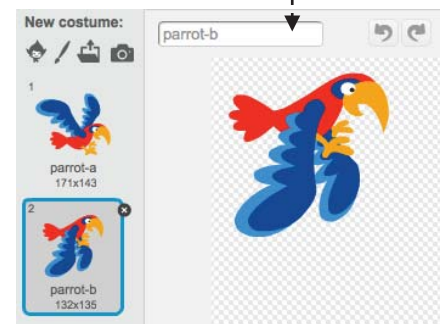 New costume:
parrot-b
1
parrot-a
171x143
2
parrot-b
132x135